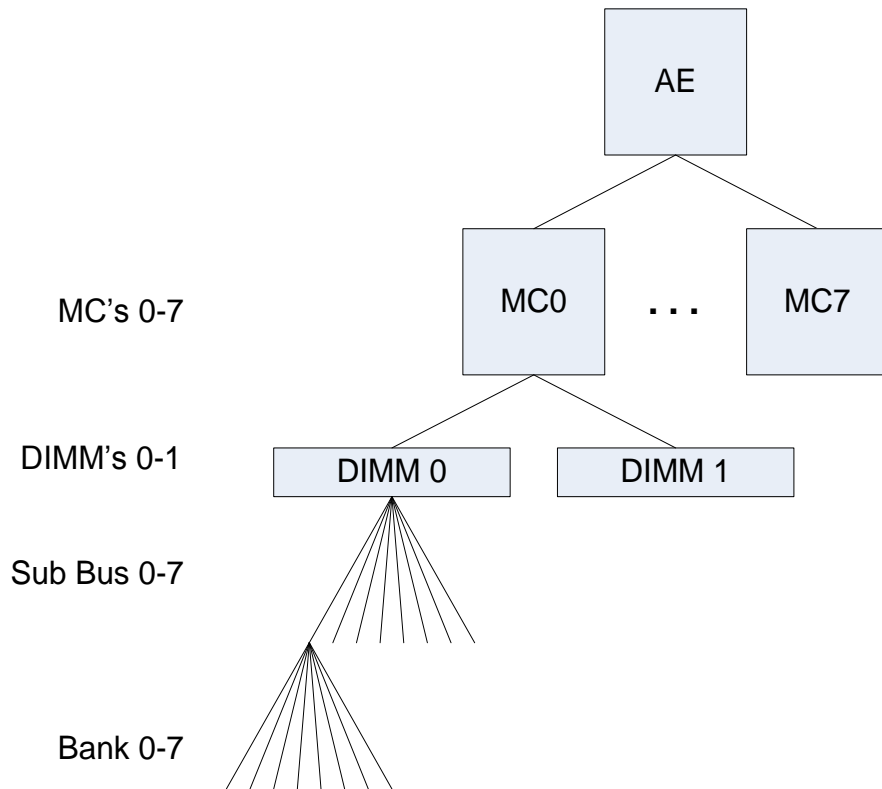 AE
MC's 0-7
MC0
. . .
MC7
DIMM's 0-1
DIMM 0
DIMM 1
Sub Bus 0-7
Bank 0-7